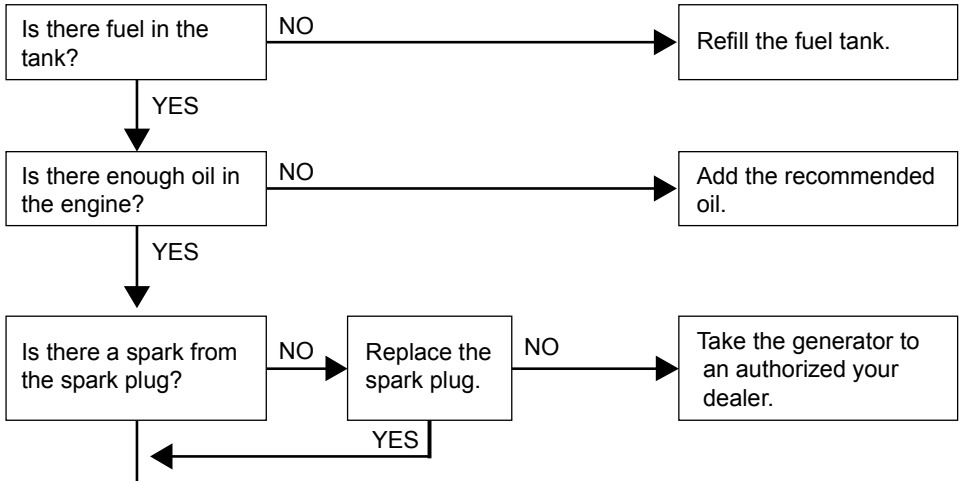 Is there fuel in the
tank?
NO
Refill the fuel tank.
YES
Is there enough oil in
the engine?
NO
Add the recommended
oil.
YES
Is there a spark from
the spark plug?
NO
Replace the
spark plug.
NO
Take the generator to
an authorized your
dealer.
YES